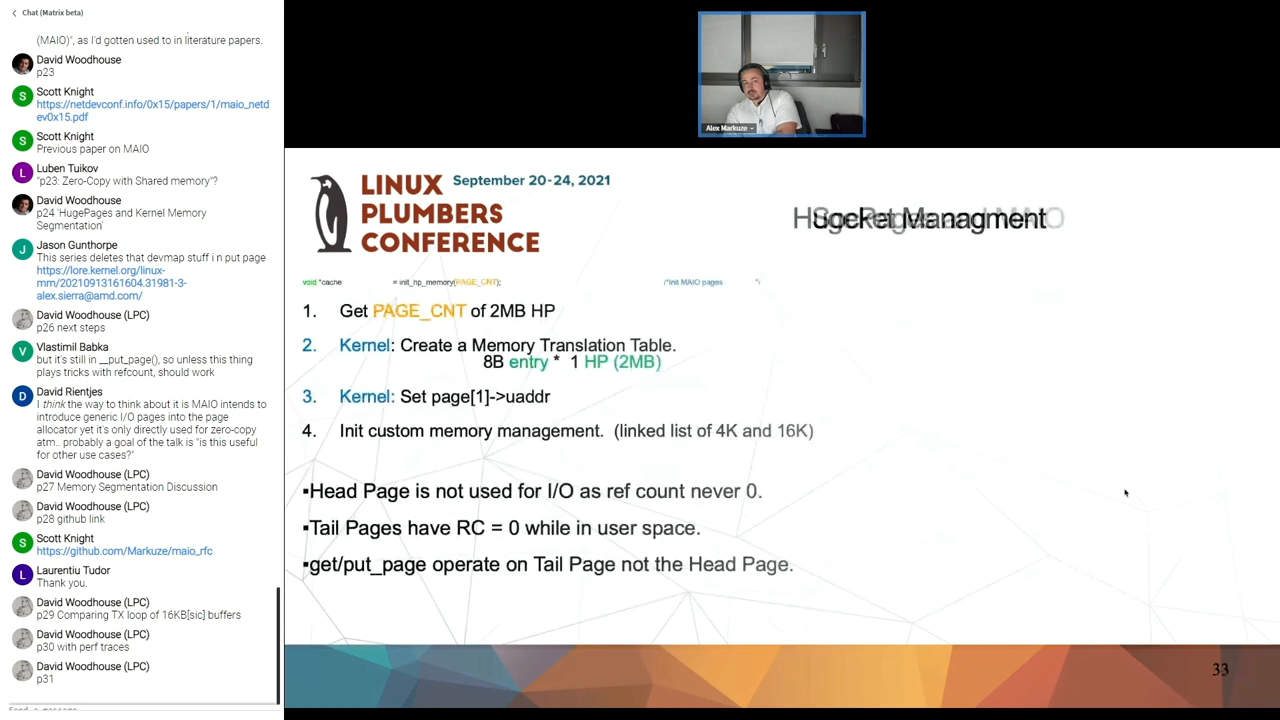 Chat (Matrix beta)
(MAIO)", as I'd gotten used to in literature papers.
David Woodhouse
p23
S
Scott Knight
https://netdevconf.info/0x15/papers/1/maio_netd
ev0x15.pdf
S
Scott Knight
Previous paper on MAIO
L
Luben Tuikov
"p23: Zero-Copy with Shared memory"?
David Woodhouse
p24 'HugePages and Kernel Memory
Segmentation'
J
Jason Gunthorpe
This series deletes that devmap stuff i n put page
https://lore.kernel.org/linux-
mm/20210913161604.31981-3-
alex.sierra@amd.com/
David Woodhouse (LPC)
p26 next steps
V
Vlastimil Babka
but it's still in __put_page(), so unless this thing
plays tricks with refcount, should work
D
David Rientjes
I think the way to think about it is MAIO intends to
introduce generic I/O pages into the page
allocator yet it's only directly used for zero-copy
atm.. probably a goal of the talk is "is this useful
for other use cases?"
David Woodhouse (LPC)
p27 Memory Segmentation Discussion
David Woodhouse (LPC)
p28 github link
S
Scott Knight
https://github.com/Markuze/maio_rfc
L
Laurentiu Tudor
Thank you.
David Woodhouse (LPC)
p29 Comparing TX loop of 16KB[sic] buffers
David Woodhouse (LPC)
p30 with perf traces
David Woodhouse (LPC)
p31
Send a message
Alex Markuze
LINUX
PLUMBERS
CONFERENCE
September 20-24, 2021
Managment
void *cache = init_hp_memory(PAGE_CNT); /*Init MAIO pages */
1. Get PAGE_CNT of 2MB HP
2. Kernel: Create a Memory Translation Table.
8B entry * 1 HP (2MB)
3. Kernel: Set page[1]->uaddr
4. Init custom memory management. (linked list of 4K and 16K)
▪Head Page is not used for I/O as ref count never 0.
▪Tail Pages have RC = 0 while in user space.
▪get/put_page operate on Tail Page not the Head Page.
33